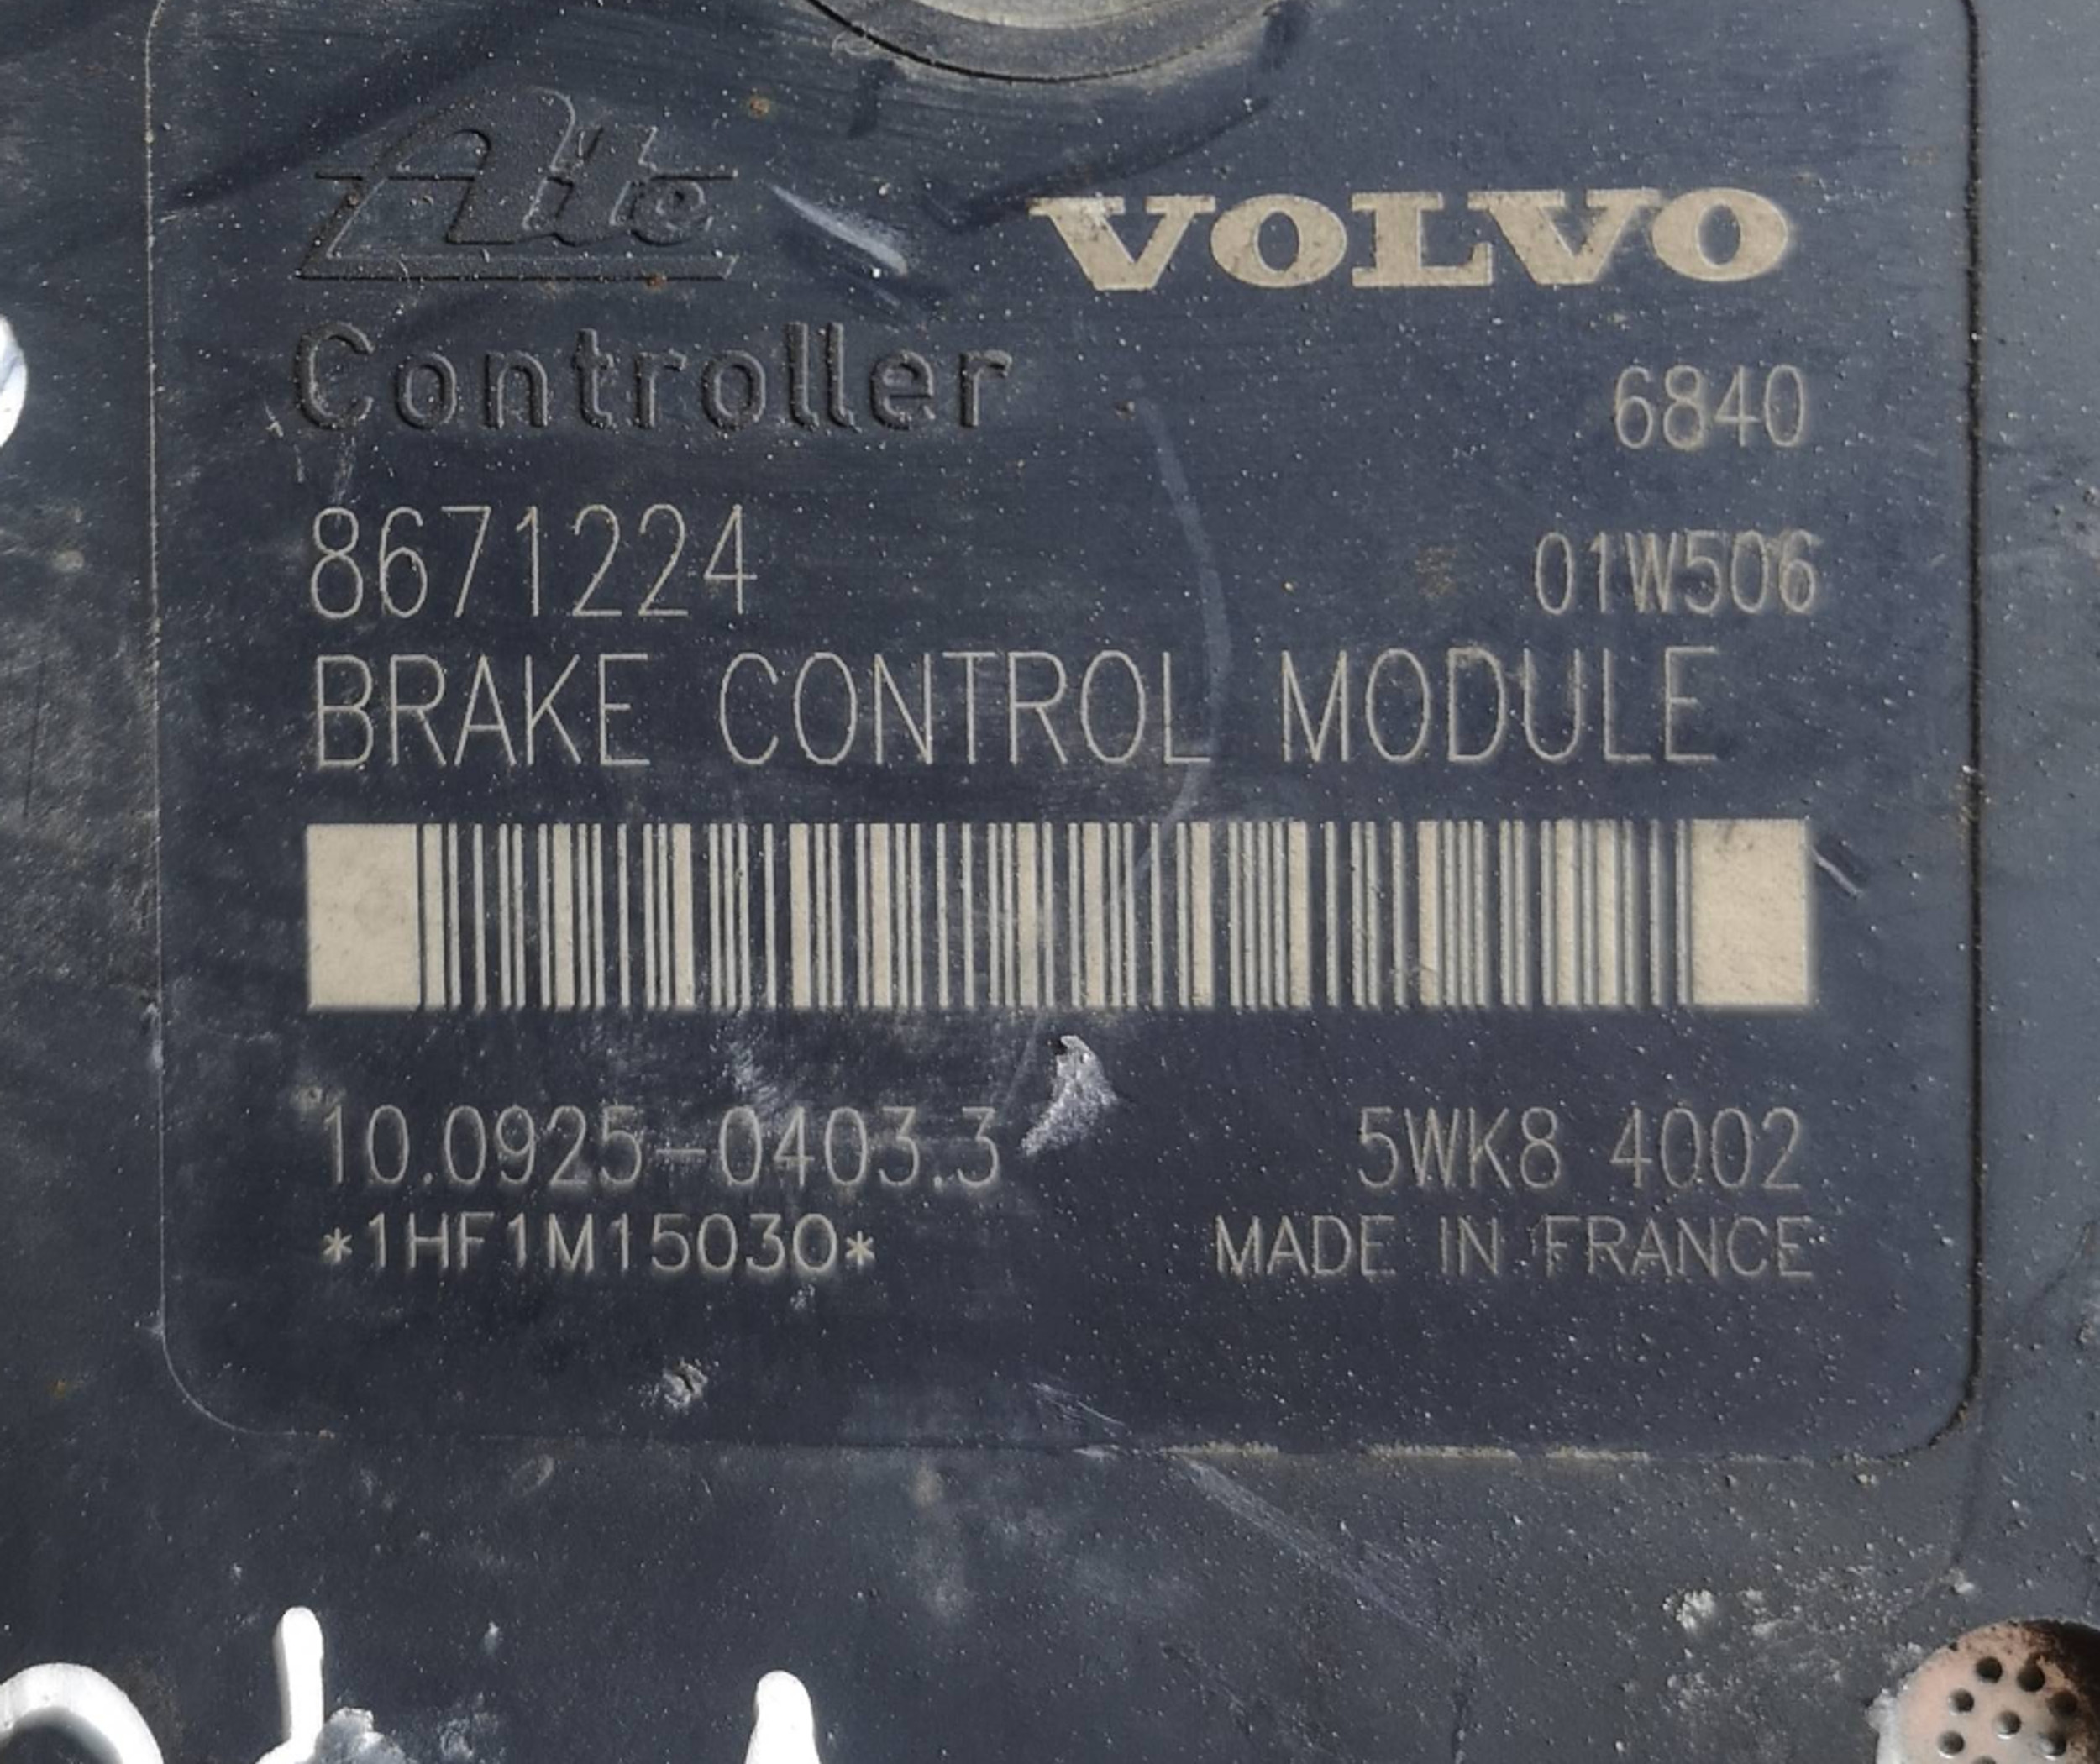 Ate VOLVO
Controller 6840
8671224 01W506
BRAKE CONTROL MODULE
10.0925-0403.3 5WK8 4002
*1HF1M15030* MADE IN FRANCE